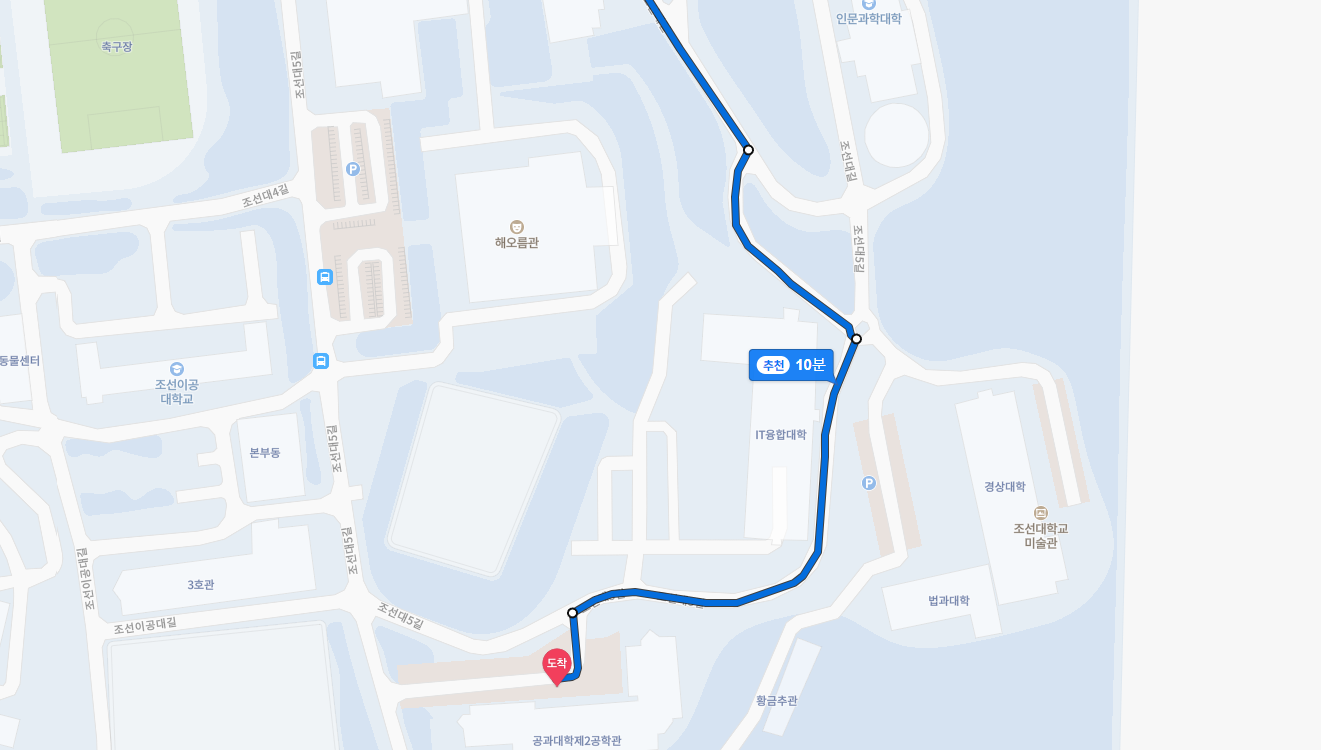 인문과학대학
축구장
조선대5길
조선대길
P
조선대4길
조선대5길
해오름관
동물센터
조선이공
대학교
추천 10분
조선대5길
IT융합대학
본부동
P
경상대학
조선대학교
미술관
조선대5길
조선이공대길
3호관
법과대학
조선대5길
조선이공대길
도착
황금추관
공과대학제2공학관